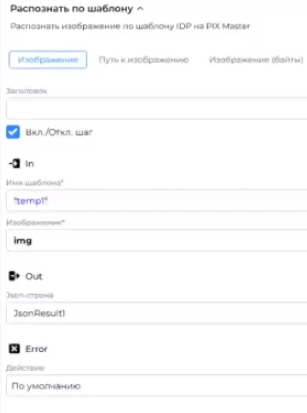 Распознать по шаблону
Распознать изображение по шаблону IDP на PIX Master
Изображение Путь к изображению Изображение (байты)
Заголовок
Вкл./Откл. шаг
In
Имя шаблона*
"temp1"
Изображение*
img
Out
Json-строка
JsonResult1
Error
Действие
По умолчанию